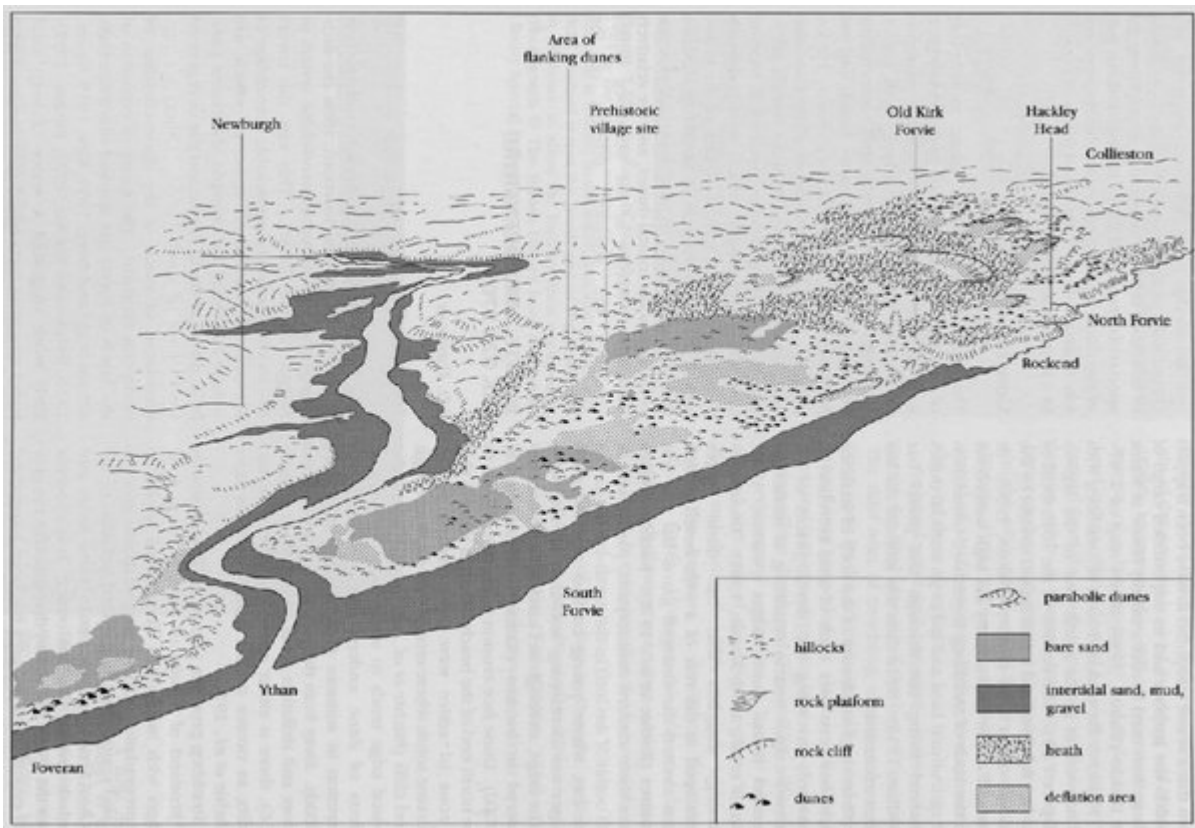 Area of
flanking dunes
Prehistoric
village site
Newburgh
Old Kirk
Forvie
Hackley
Head
Collieston
North Forvie
Rockend
South
Forvie
Ythan
Foveran
hillocks
rock platform
rock cliff
dunes
parabolic dunes
bare sand
intertidal sand, mud,
gravel
heath
deflation area